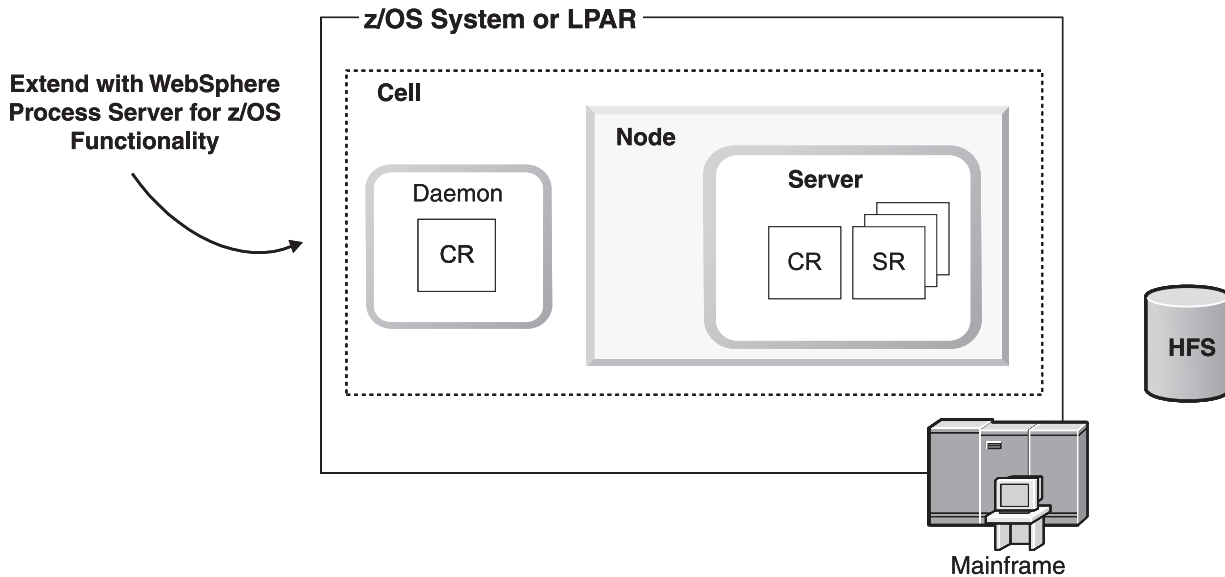 z/OS System or LPAR
Extend with WebSphere
Process Server for z/OS
Functionality
Cell
Node
Daemon
CR
Server
CR
SR
HFS
Mainframe